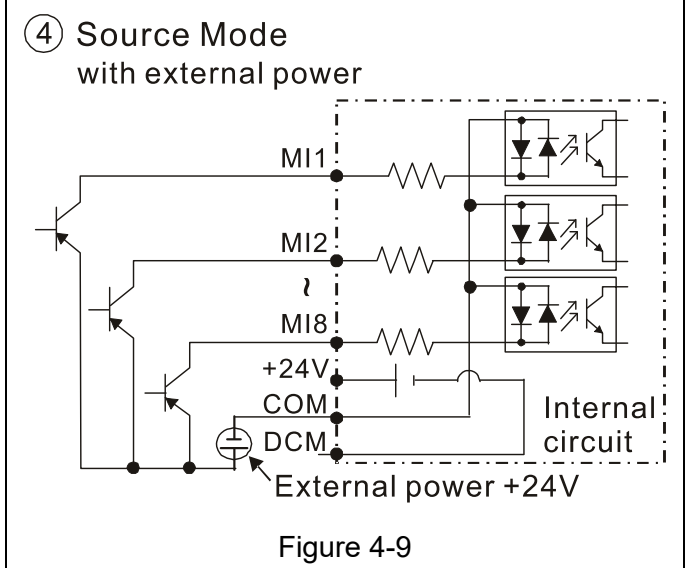 ④ Source Mode
with external power
MI1
MI2
~
MI8
+24V
COM
DCM
Internal
circuit
External power +24V
Figure 4-9